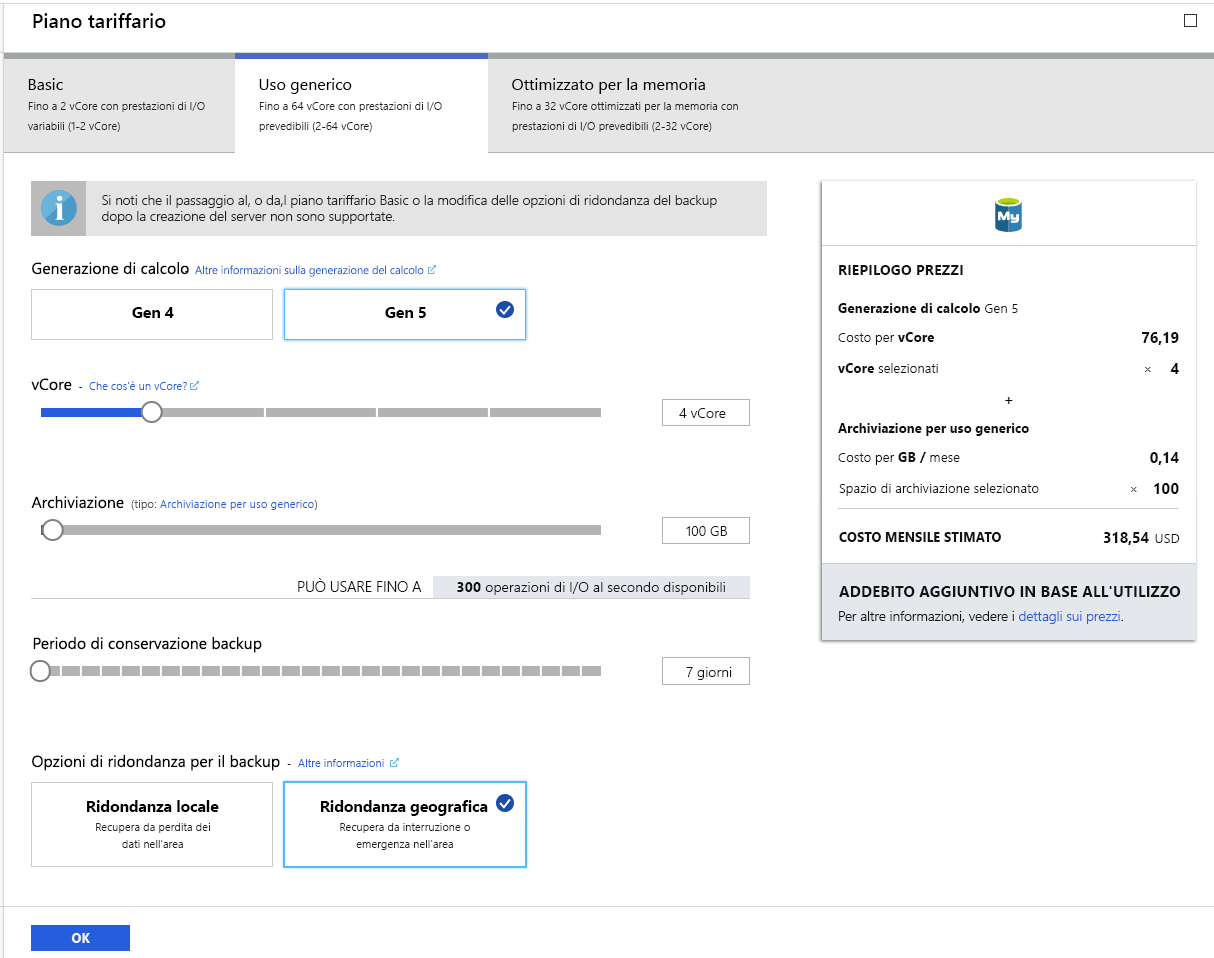 Piano tariffario
Basic
Fino a 2 vCore con prestazioni di I/O
variabili (1-2 vCore)
Uso generico
Fino a 64 vCore con prestazioni di I/O
prevedibili (2-64 vCore)
Ottimizzato per la memoria
Fino a 32 vCore ottimizzati per la memoria con
prestazioni di I/O prevedibili (2-32 vCore)
i
Si noti che il passaggio al, o da,l piano tariffario Basic o la modifica delle opzioni di ridondanza del backup
dopo la creazione del server non sono supportate.
Generazione di calcolo Altre informazioni sulla generazione del calcolo
Gen 4
Gen 5
vCore - Che cos'è un vCore?
4 vCore
Archiviazione (tipo: Archiviazione per uso generico)
100 GB
PUÒ USARE FINO A 300 operazioni di I/O al secondo disponibili
Periodo di conservazione backup
7 giorni
Opzioni di ridondanza per il backup - Altre informazioni
Ridondanza locale
Recupera da perdita dei
dati nell'area
Ridondanza geografica
Recupera da interruzione o
emergenza nell'area
OK
My
RIEPILOGO PREZZI
Generazione di calcolo Gen 5
Costo per vCore 76,19
vCore selezionati × 4
+
Archiviazione per uso generico
Costo per GB / mese 0,14
Spazio di archiviazione selezionato × 100
COSTO MENSILE STIMATO 318,54 USD
ADDEBITO AGGIUNTIVO IN BASE ALL'UTILIZZO
Per altre informazioni, vedere i dettagli sui prezzi.